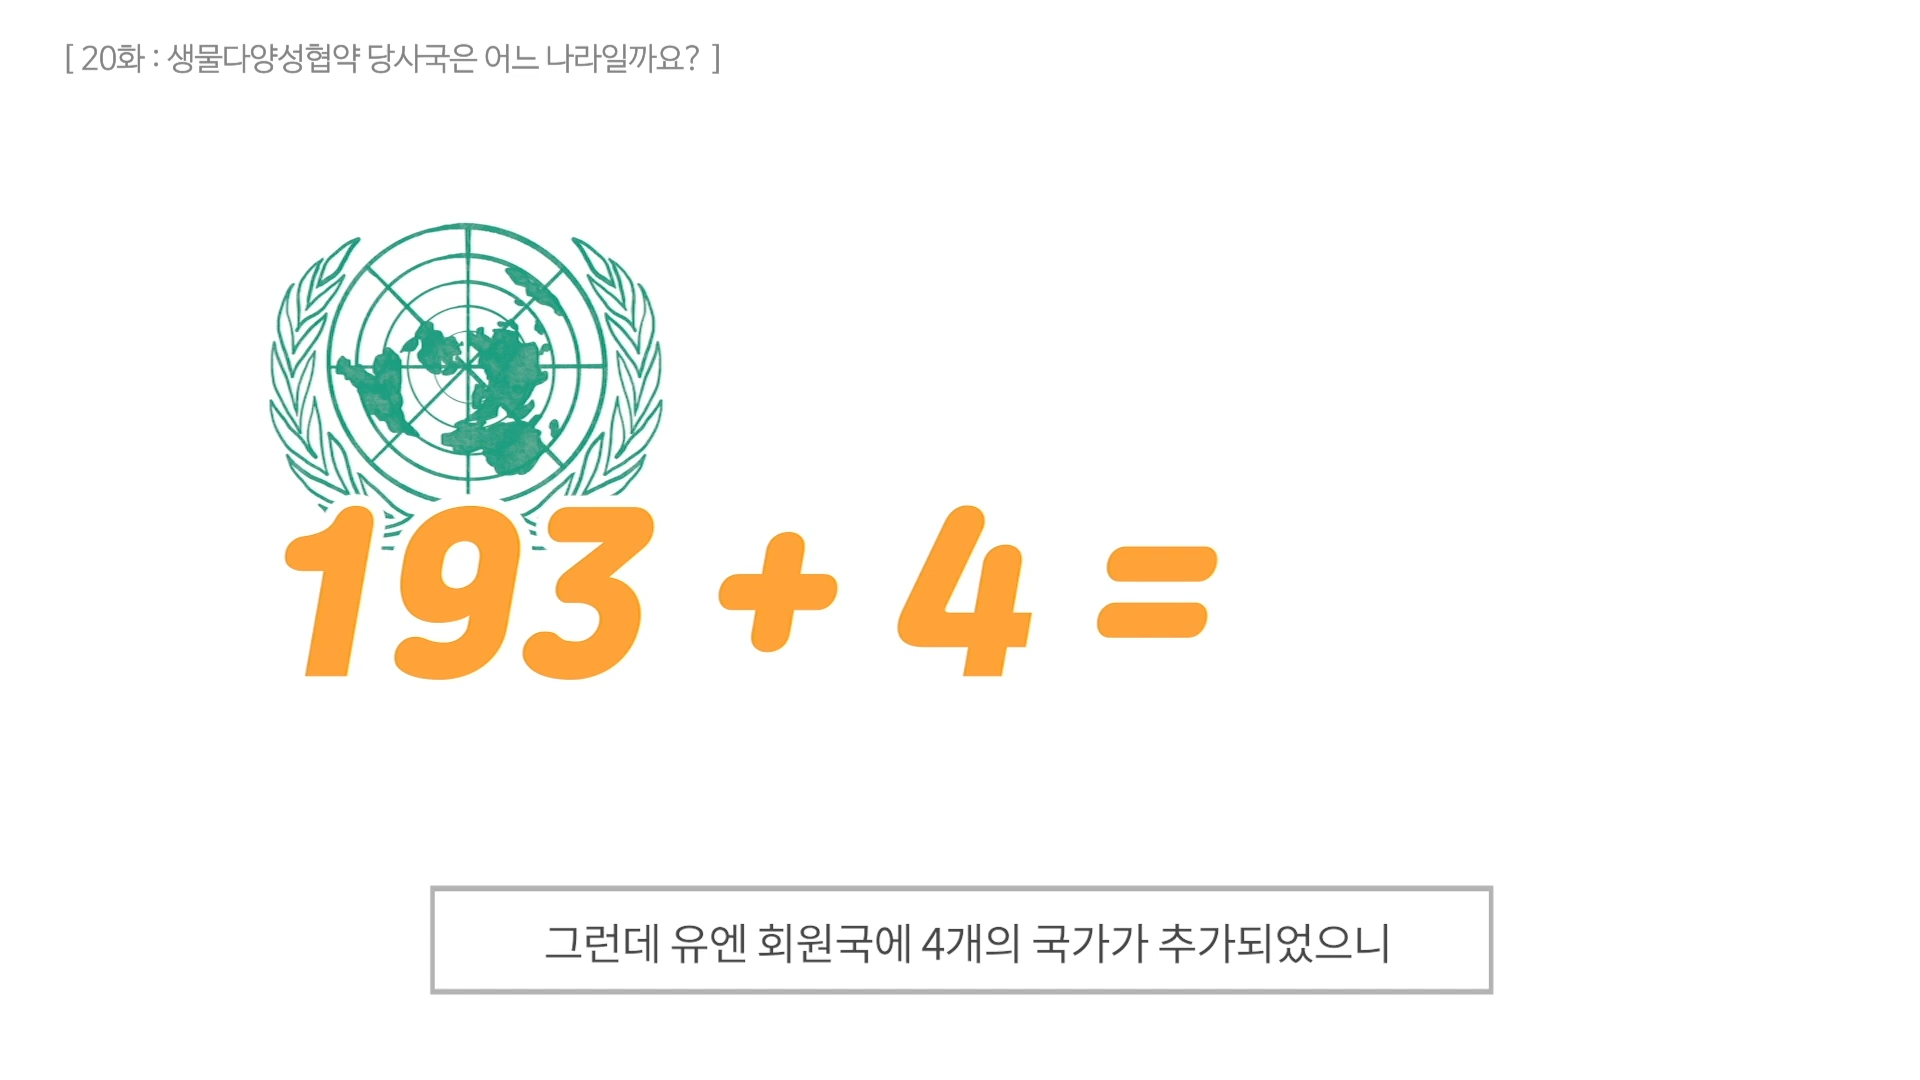 [ 20화 : 생물다양성협약 당사국은 어느 나라일까요? ]
193 + 4 =
그런데 유엔 회원국에 4개의 국가가 추가되었으니